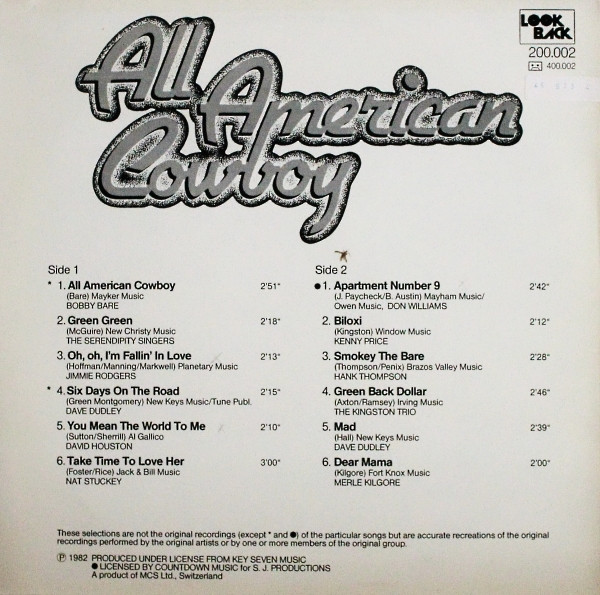 LOOK
BACK
200.002
400.002
All
American
Cowboy
Side 1
* 1. All American Cowboy 2'51"
(Bare) Mayker Music
BOBBY BARE
2. Green Green 2'18"
(McGuire) New Christy Music
THE SERENDIPITY SINGERS
3. Oh, oh, I'm Fallin' In Love 2'13"
(Hoffman/Manning/Markwell) Planetary Music
JIMMIE RODGERS
* 4. Six Days On The Road 2'15"
(Green Montgomery) New Keys Music/Tune Publ.
DAVE DUDLEY
5. You Mean The World To Me 2'10"
(Sutton/Sherrill) Al Gallico
DAVID HOUSTON
6. Take Time To Love Her 3'00"
(Foster/Rice) Jack & Bill Music
NAT STUCKEY
Side 2
● 1. Apartment Number 9 2'42"
(J. Paycheck/B. Austin) Mayham Music/
Owen Music, DON WILLIAMS
2. Biloxi 2'12"
(Kingston) Window Music
KENNY PRICE
3. Smokey The Bare 2'28"
(Thompson/Penix) Brazos Valley Music
HANK THOMPSON
4. Green Back Dollar 2'46"
(Axton/Ramsey) Irving Music
THE KINGSTON TRIO
5. Mad 2'39"
(Hall) New Keys Music
DAVE DUDLEY
6. Dear Mama 2'00"
(Kilgore) Fort Knox Music
MERLE KILGORE
These selections are not the original recordings (except * and ●) of the particular songs but are accurate recreations of the original
recordings performed by the original artists or by one or more members of the original group.
Ⓟ 1982 PRODUCED UNDER LICENSE FROM KEY SEVEN MUSIC
● LICENSED BY COUNTDOWN MUSIC for S. J. PRODUCTIONS
A product of MCS Ltd., Switzerland